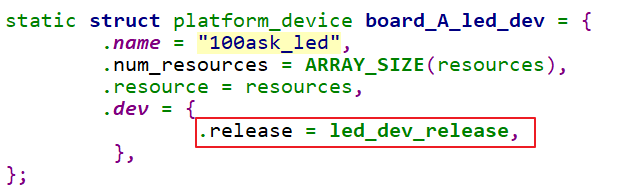 static struct platform_device board_A_led_dev = {
        .name = "100ask_led",
        .num_resources = ARRAY_SIZE(resources),
        .resource = resources,
        .dev = {
                .release = led_dev_release,
         },
};